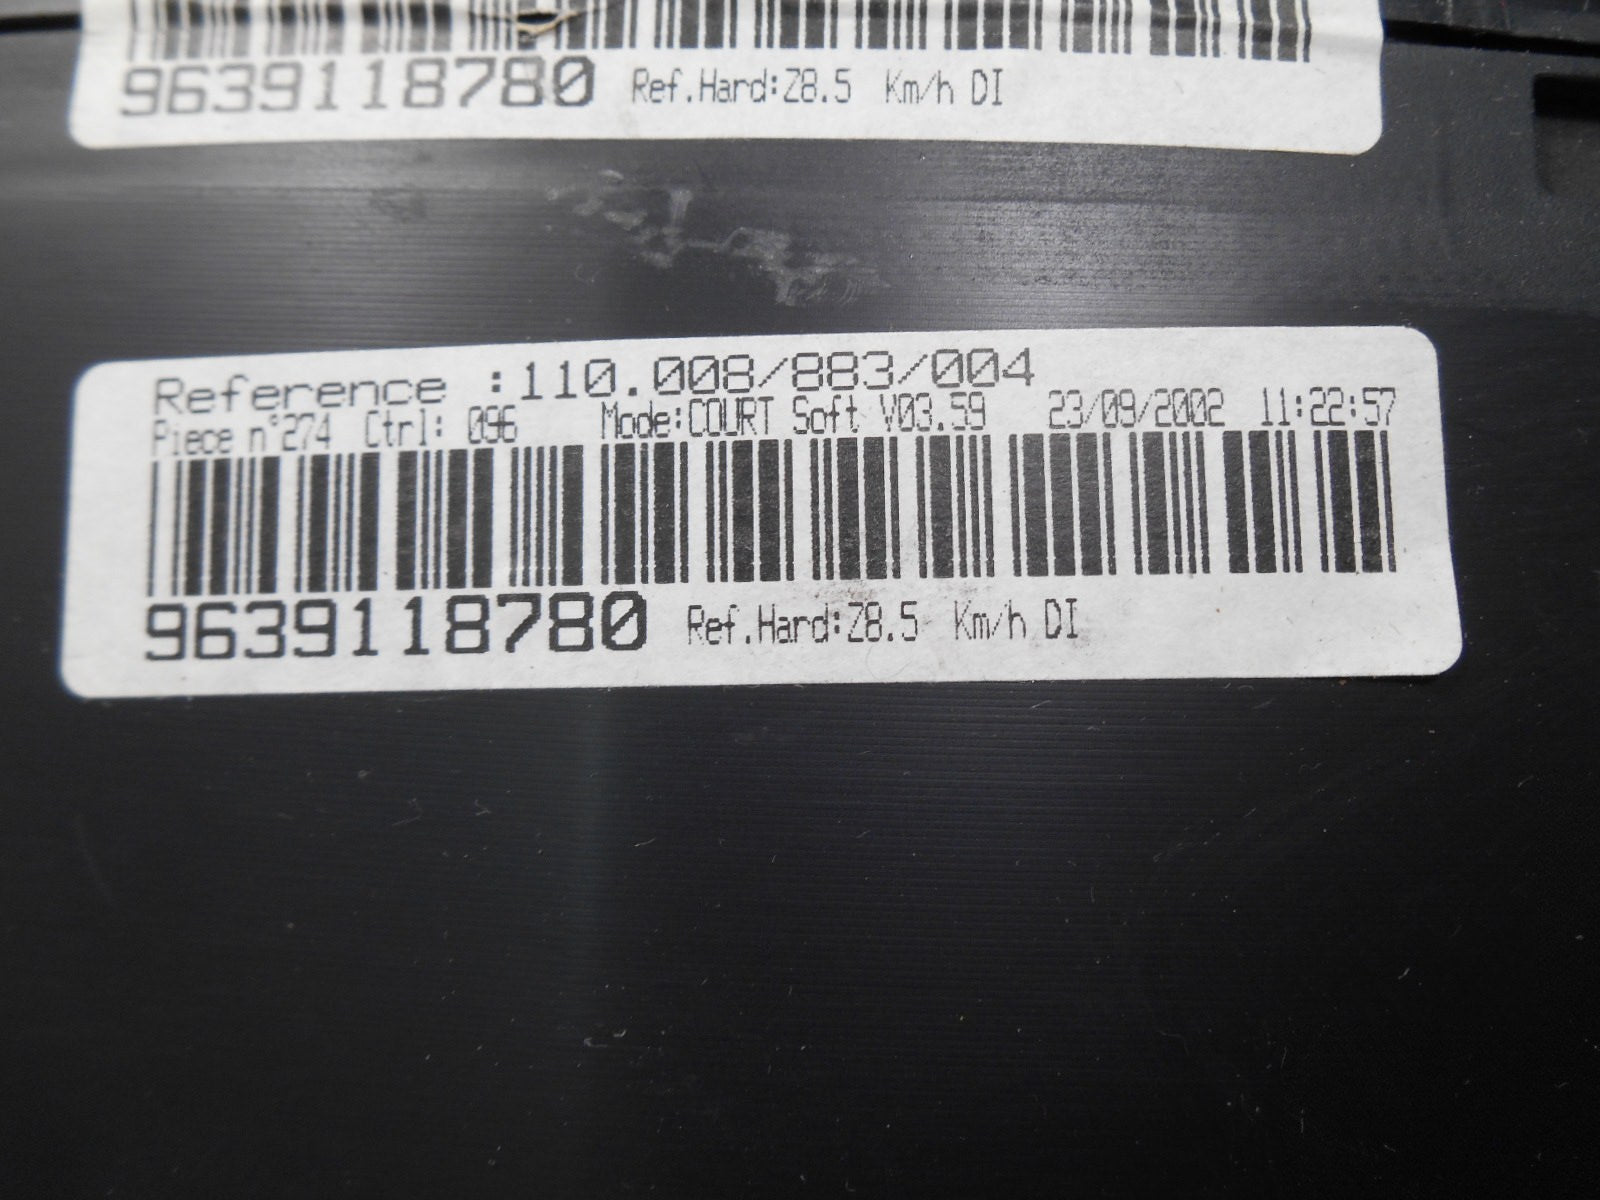 9639118780 Ref.Hard:Z8.5 Km/h DI
Reference :110.008/883/004
Piece n°274 Ctrl: 096 Mode:COURT Soft V03.59 23/09/2002 11:22:57
9639118780 Ref.Hard:Z8.5 Km/h DI